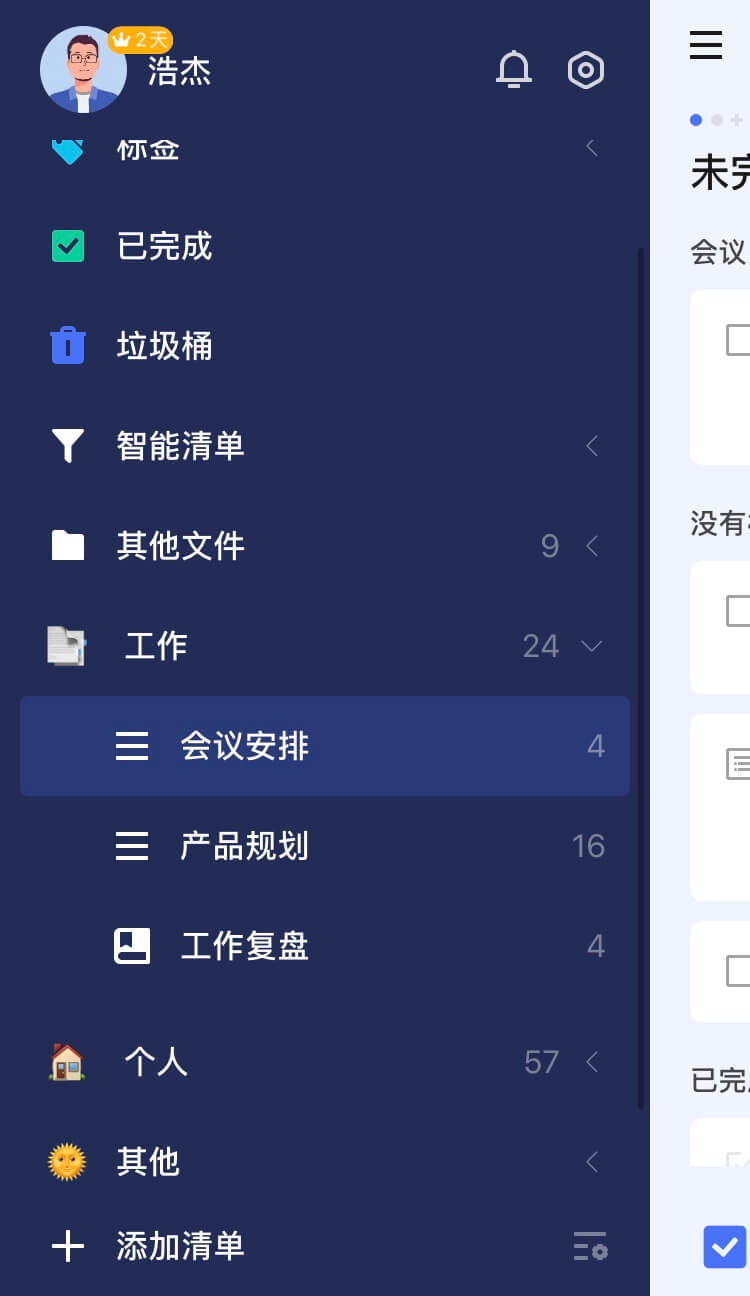 2天
浩杰
标签
已完成
垃圾桶
智能清单
其他文件 9
工作 24
会议安排 4
产品规划 16
工作复盘 4
个人 57
其他
添加清单
未完
会议
没有
已完